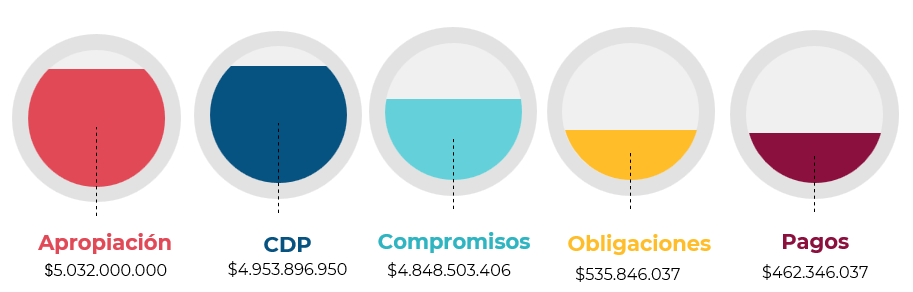 Apropiación
$5.032.000.000
CDP
$4.953.896.950
Compromisos
$4.848.503.406
Obligaciones
$535.846.037
Pagos
$462.346.037